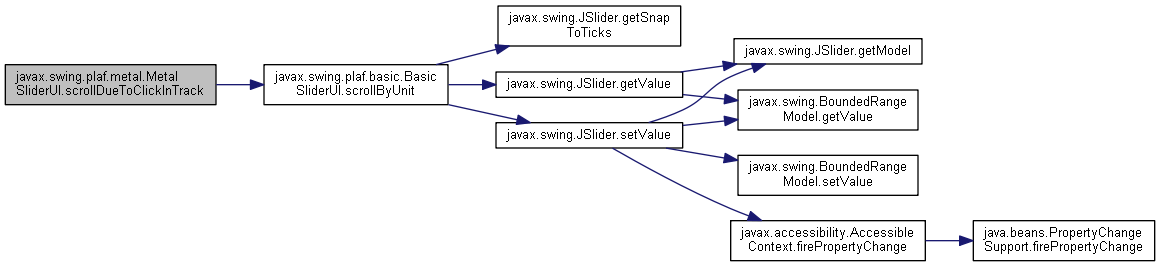 javax.swing.plaf.metal.Metal
SliderUI.scrollDueToClickInTrack
javax.swing.plaf.basic.Basic
SliderUI.scrollByUnit
javax.swing.JSlider.getSnap
ToTicks
javax.swing.JSlider.getValue
javax.swing.JSlider.setValue
javax.swing.JSlider.getModel
javax.swing.BoundedRange
Model.getValue
javax.swing.BoundedRange
Model.setValue
javax.accessibility.Accessible
Context.firePropertyChange
java.beans.PropertyChange
Support.firePropertyChange